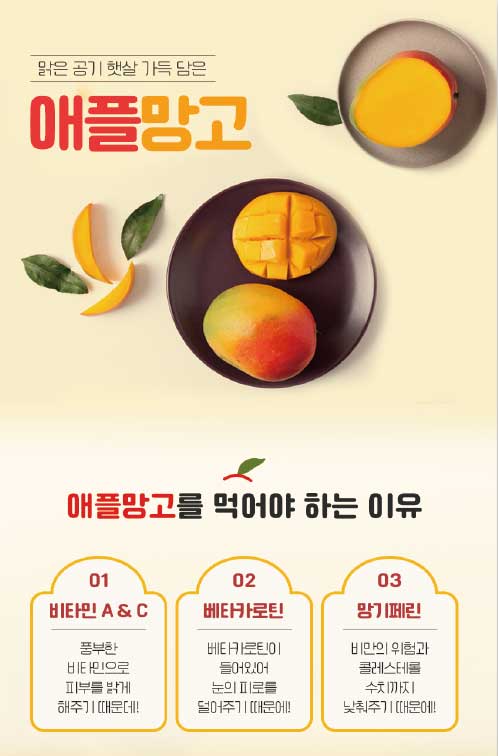 맑은 공기 햇살 가득 담은
애플망고
애플망고를 먹어야 하는 이유
01
비타민 A & C
풍부한
비타민으로
피부를 밝게
해주기 때문데!
02
베타카로틴
베타카로틴이
들어있어
눈의 피로를
덜어주기 때문에!
03
망기페린
비만의 위험과
콜레스테롤
수치까지
낮춰주기 때문에!